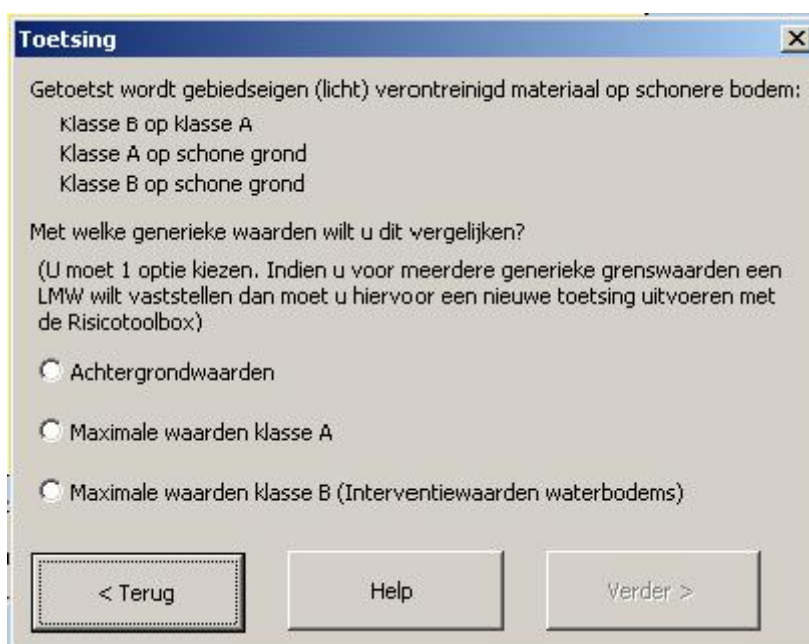 Toetsing
Getoetst wordt gebiedseigen (licht) verontreinigd materiaal op schonere bodem:
Klasse B op klasse A
Klasse A op schone grond
Klasse B op schone grond
Met welke generieke waarden wilt u dit vergelijken?
(U moet 1 optie kiezen. Indien u voor meerdere generieke grenswaarden een
LMW wilt vaststellen dan moet u hiervoor een nieuwe toetsing uitvoeren met
de Risicotoolbox)
Achtergrondwaarden
Maximale waarden klasse A
Maximale waarden klasse B (Interventiewaarden waterbodems)
< Terug
Help
Verder >